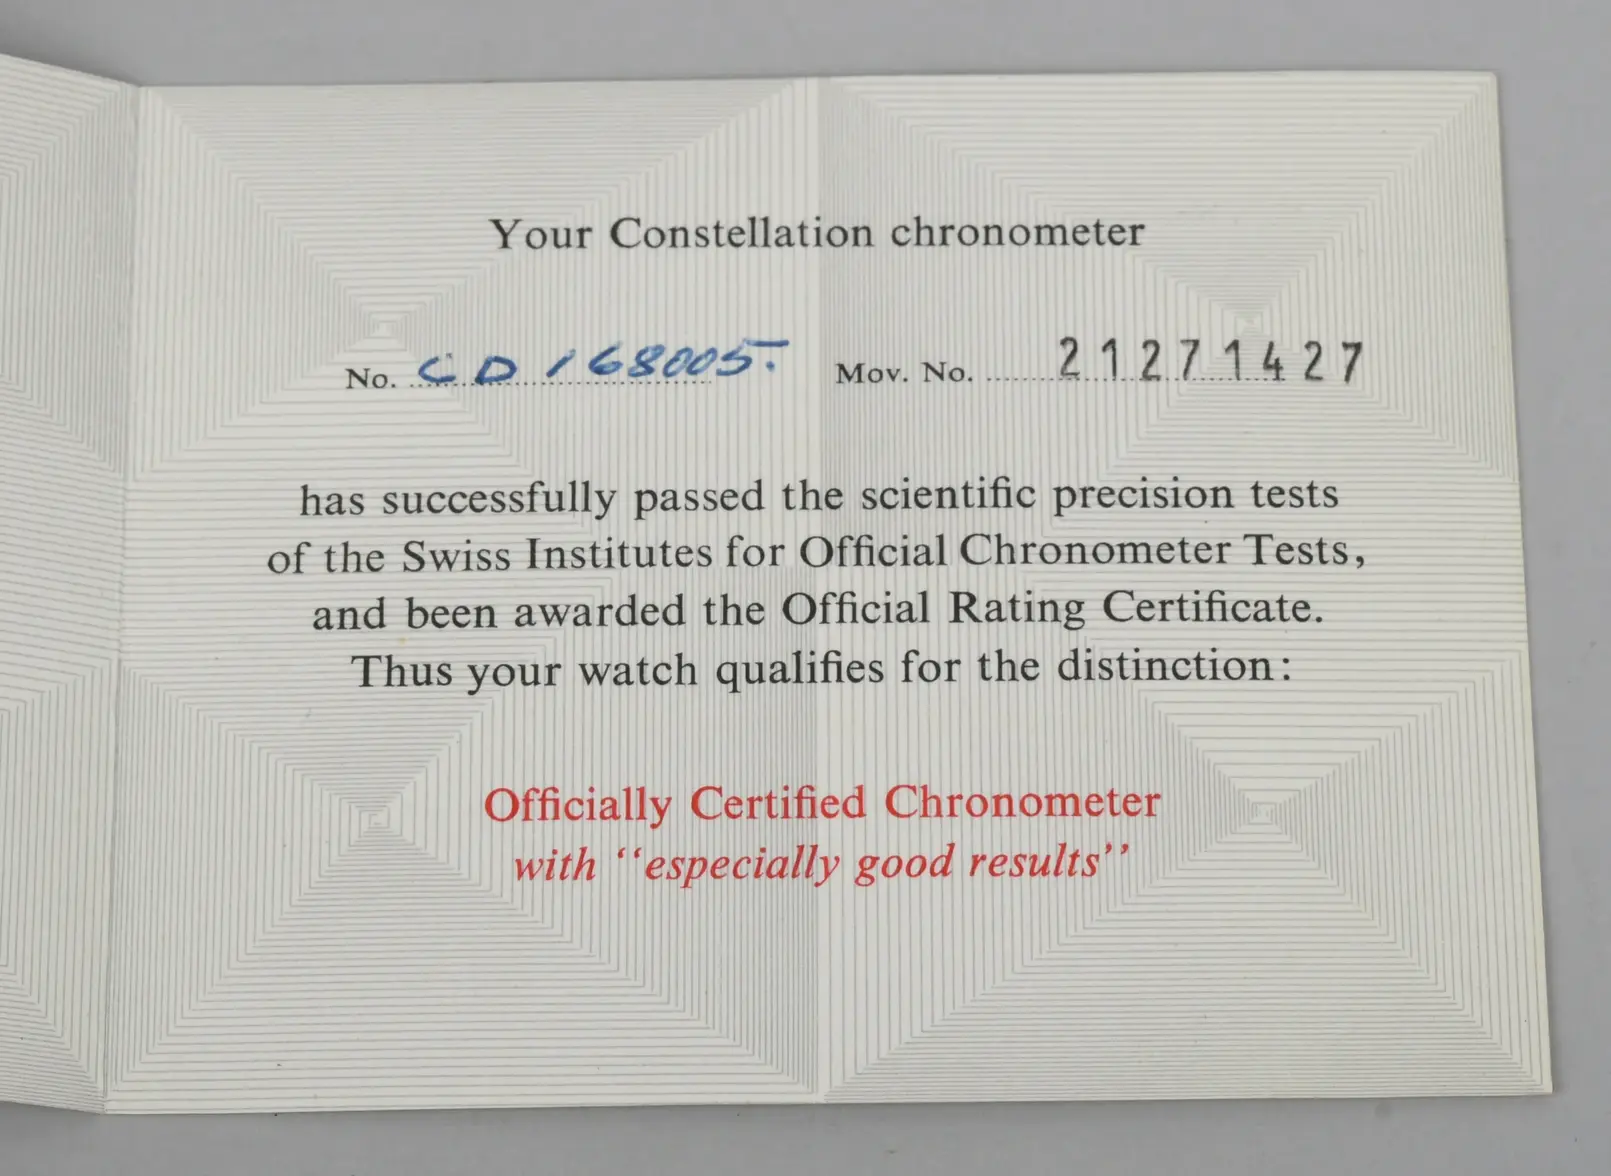 Your Constellation chronometer
No. CD 168005. Mov. No. 21271427
has successfully passed the scientific precision tests
of the Swiss Institutes for Official Chronometer Tests,
and been awarded the Official Rating Certificate.
Thus your watch qualifies for the distinction:
Officially Certified Chronometer
with “especially good results”